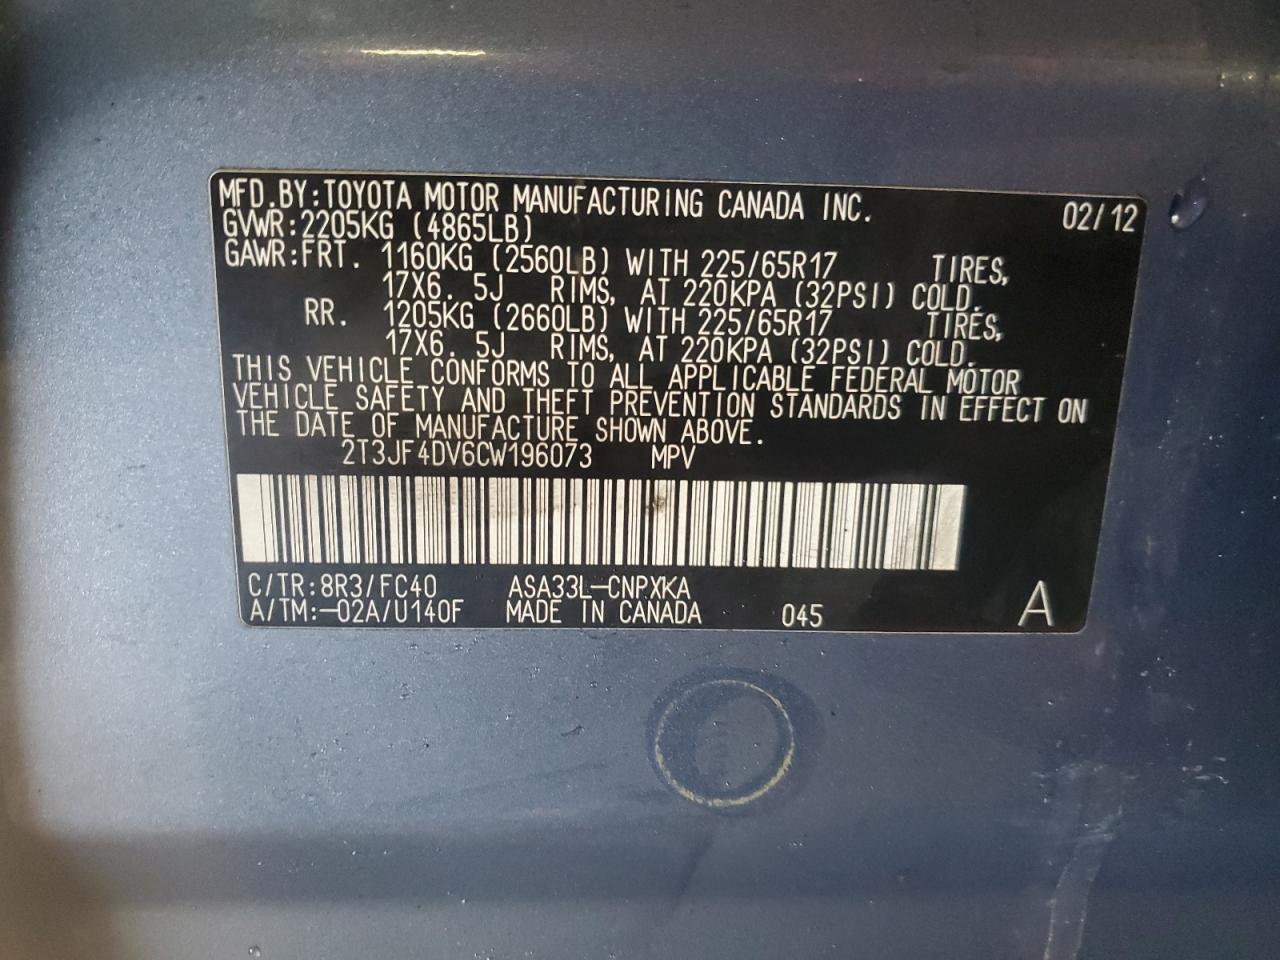 MFD.BY:TOYOTA MOTOR MANUFACTURING CANADA INC. 02/12
GVWR:2205KG (4865LB)
GAWR:FRT. 1160KG (2560LB) WITH 225/65R17 TIRES,
17X6. 5J RIMS, AT 220KPA (32PSI) COLD.
RR. 1205KG (2660LB) WITH 225/65R17 TIRES,
17X6. 5J RIMS, AT 220KPA (32PSI) COLD.
THIS VEHICLE CONFORMS TO ALL APPLICABLE FEDERAL MOTOR
VEHICLE SAFETY AND THEFT PREVENTION STANDARDS IN EFFECT ON
THE DATE OF MANUFACTURE SHOWN ABOVE.
2T3JF4DV6CW196073 MPV
C/TR:8R3/FC40 ASA33L-CNPXKA
A/TM:-02A/U140F MADE IN CANADA 045 A